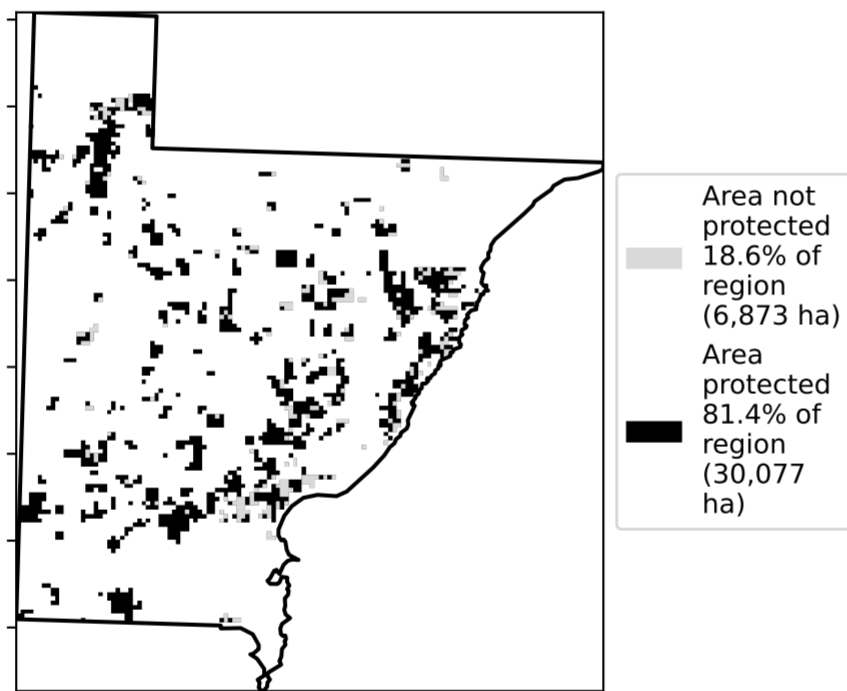 Area not
protected
18.6% of
region
(6,873 ha)
Area
protected
81.4% of
region
(30,077
ha)